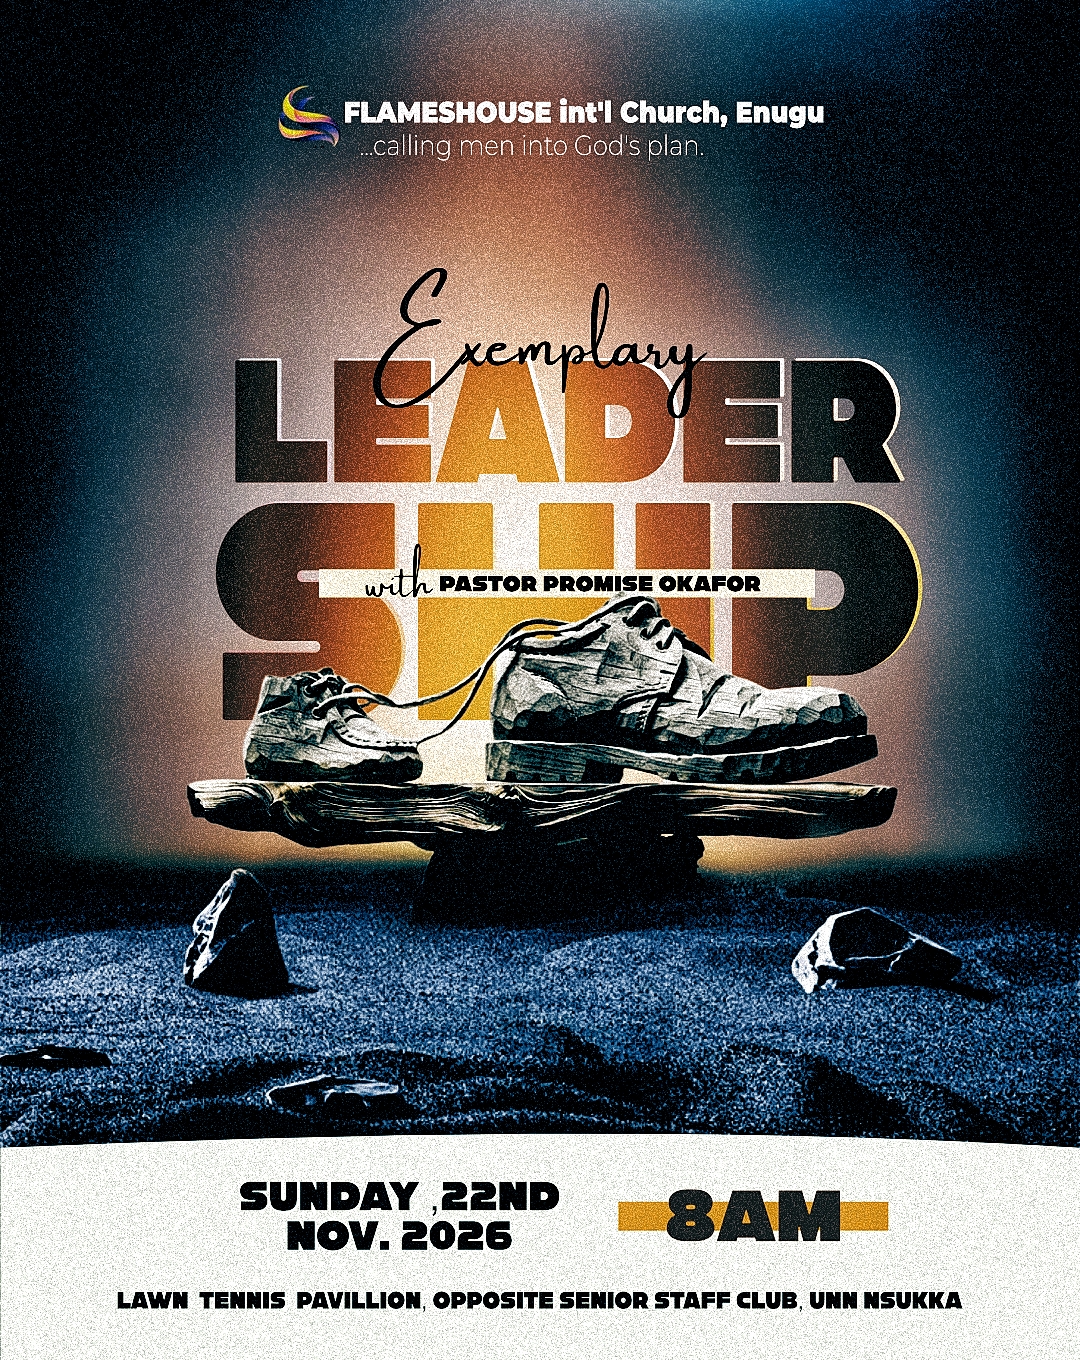 FLAMESHOUSE int'l Church, Enugu
...calling men into God's plan.
Exemplary
LEADER
SHIP
with PASTOR PROMISE OKAFOR
SUNDAY ,22ND
NOV. 2026
8AM
LAWN TENNIS PAVILLION, OPPOSITE SENIOR STAFF CLUB, UNN NSUKKA